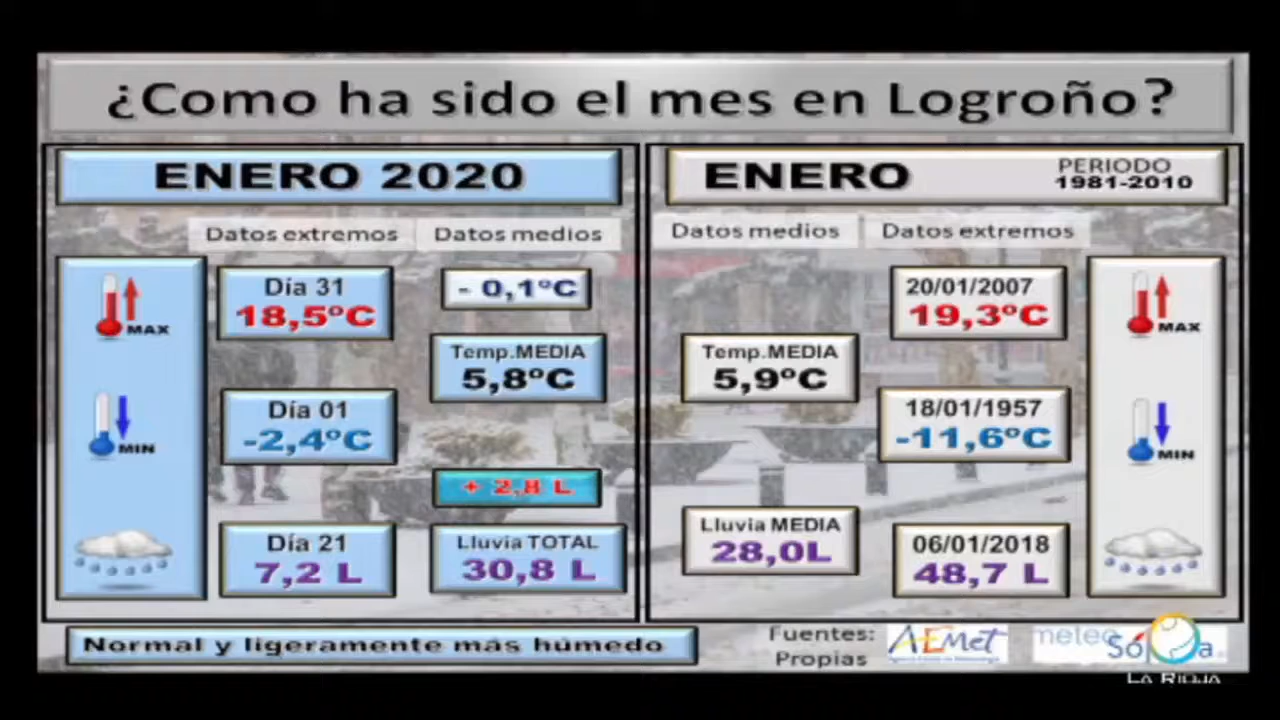 ¿Como ha sido el mes en Logroño?
ENERO 2020
Datos extremos
Datos medios
MAX
Día 31
18,5ºC
- 0,1ºC
Temp.MEDIA
5,8ºC
MIN
Día 01
-2,4ºC
+ 2,8 L
Día 21
7,2 L
Lluvia TOTAL
30,8 L
Normal y ligeramente más húmedo
ENERO
PERIODO
1981-2010
Datos medios
Datos extremos
20/01/2007
19,3ºC
MAX
Temp.MEDIA
5,9ºC
18/01/1957
-11,6ºC
MIN
Lluvia MEDIA
28,0L
06/01/2018
48,7 L
Fuentes:
Propias
AEMet
meteo
LA RIOJA